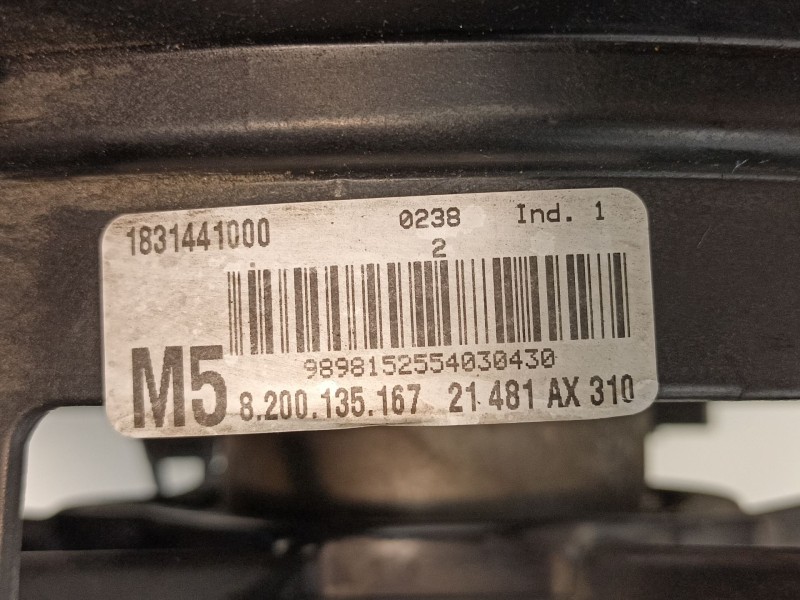 1831441000 0238 Ind. 1
2
9898152554030430
M5 8.200.135.167 21 481 AX 310